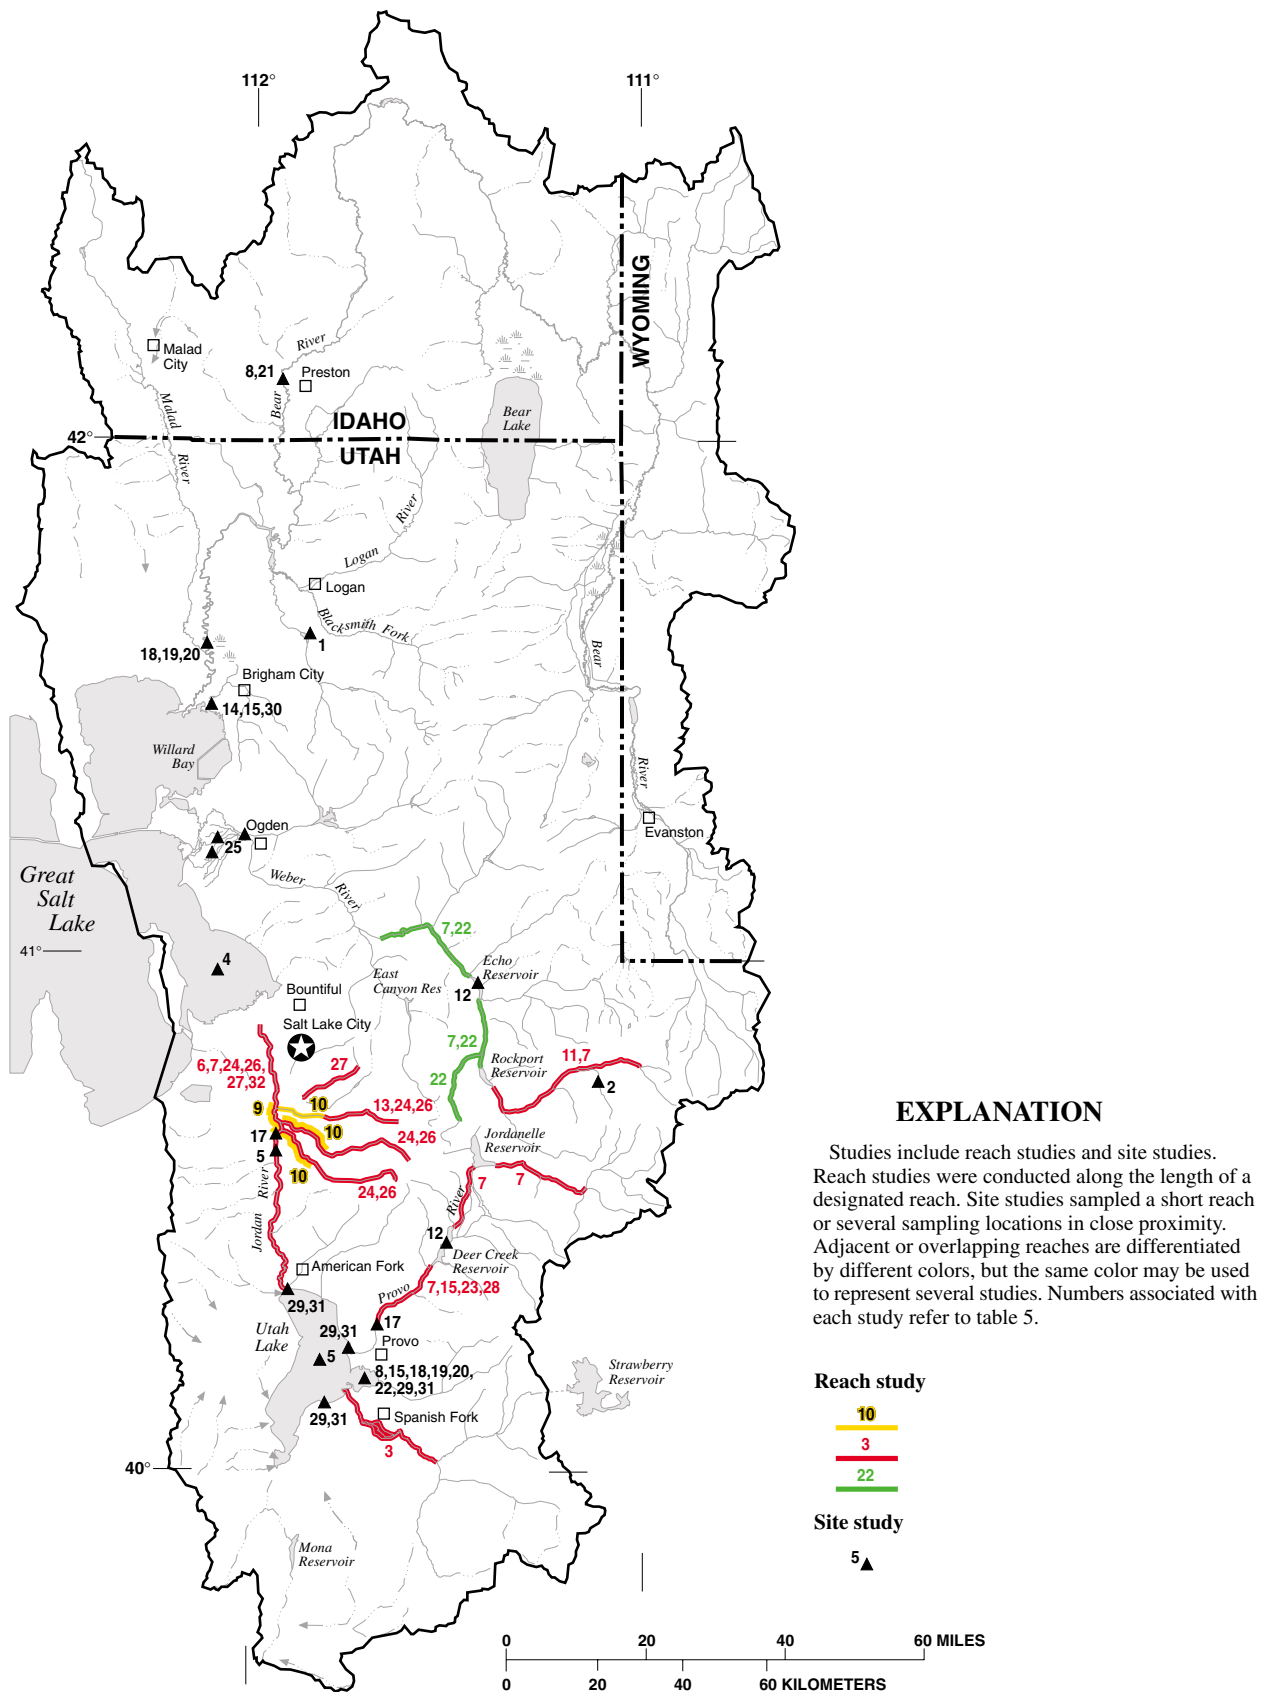 112°
111°
WYOMING
Malad
City
River
8,21
Preston
Bear
Malad
IDAHO
42°
UTAH
Bear
Lake
River
River
Logan
Logan
Blacksmith Fork
1
18,19,20
Bear
Brigham City
14,15,30
Willard
Bay
River
Ogden
25
Evanston
Great
Salt
Lake
Weber
River
7,22
41°
4
Echo
Reservoir
East
Canyon Res
12
Bountiful
Salt Lake City
6,7,24,26,
27,32
27
7,22
Rockport
Reservoir
11,7
2
22
9
10
13,24,26
17
10
24,26
Jordanelle
Reservoir
5
10
24,26
River
7
7
River
Jordan
12
Deer Creek
Reservoir
American Fork
7,15,23,28
Provo
29,31
17
Utah
Lake
29,31
Provo
5
8,15,18,19,20,
22,29,31
Strawberry
Reservoir
29,31
Spanish Fork
3
40°
Mona
Reservoir
EXPLANATION
Studies include reach studies and site studies.
Reach studies were conducted along the length of a
designated reach. Site studies sampled a short reach
or several sampling locations in close proximity.
Adjacent or overlapping reaches are differentiated
by different colors, but the same color may be used
to represent several studies. Numbers associated with
each study refer to table 5.
Reach study
10
3
22
Site study
5
0 20 40 60 MILES
0 20 40 60 KILOMETERS